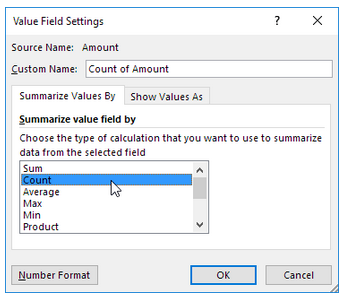 Value Field Settings ? ×
Source Name: Amount
Custom Name: Count of Amount
Summarize Values By Show Values As
Summarize value field by
Choose the type of calculation that you want to use to summarize
data from the selected field
Sum
Count
Average
Max
Min
Product
Number Format OK Cancel